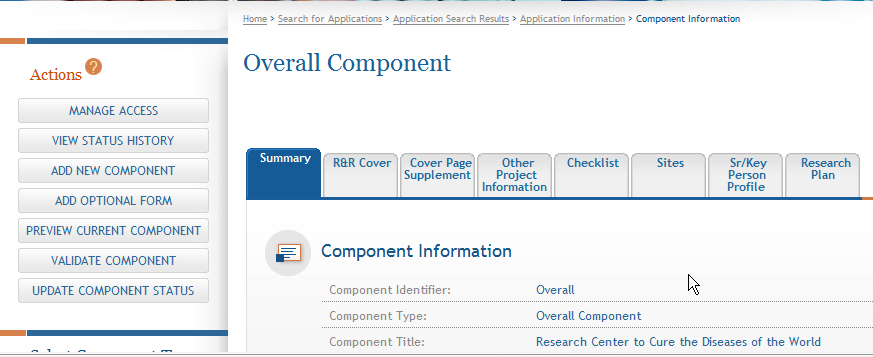 Home > Search for Applications > Application Search Results > Application Information > Component Information
Actions ?
MANAGE ACCESS
VIEW STATUS HISTORY
ADD NEW COMPONENT
ADD OPTIONAL FORM
PREVIEW CURRENT COMPONENT
VALIDATE COMPONENT
UPDATE COMPONENT STATUS
Overall Component
Summary
R&R Cover
Cover Page
Supplement
Other
Project
Information
Checklist
Sites
Sr/Key
Person
Profile
Research
Plan
Component Information
Component Identifier: Overall
Component Type: Overall Component
Component Title: Research Center to Cure the Diseases of the World